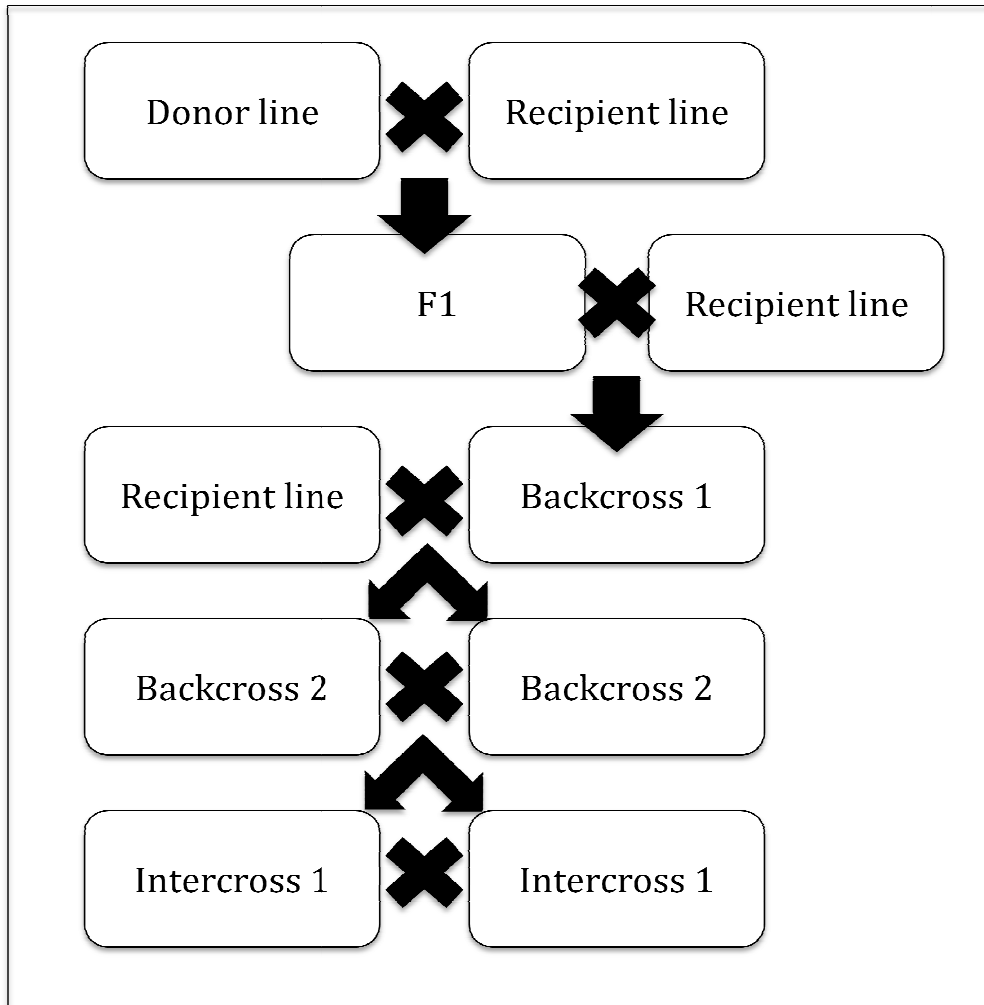 Donor line
Recipient line
F1
Recipient line
Recipient line
Backcross 1
Backcross 2
Backcross 2
Intercross 1
Intercross 1